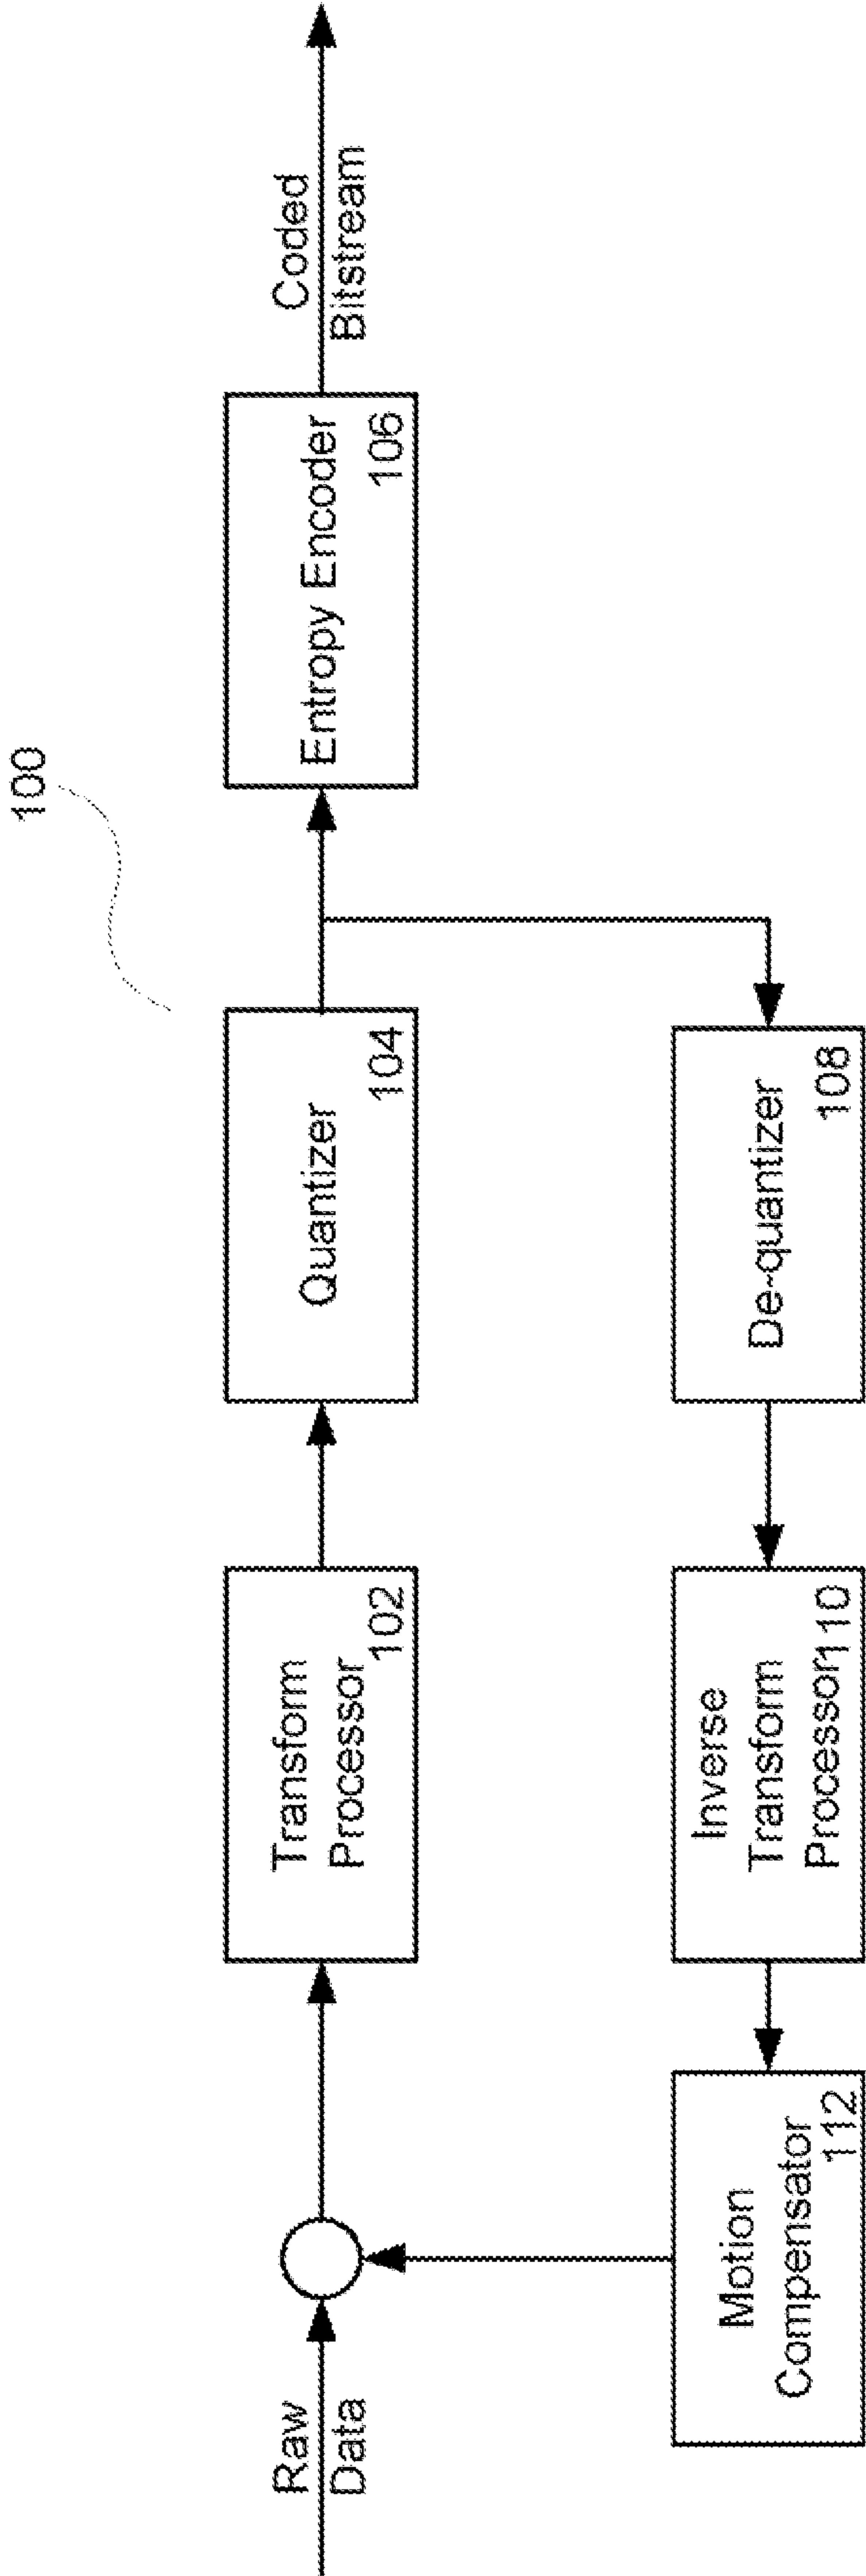 100
Raw
Data
Transform
Processor
102
Quantizer
104
Entropy Encoder
106
Coded
Bitstream
Motion
Compensator
112
Inverse
Transform
Processor
110
De-quantizer
108